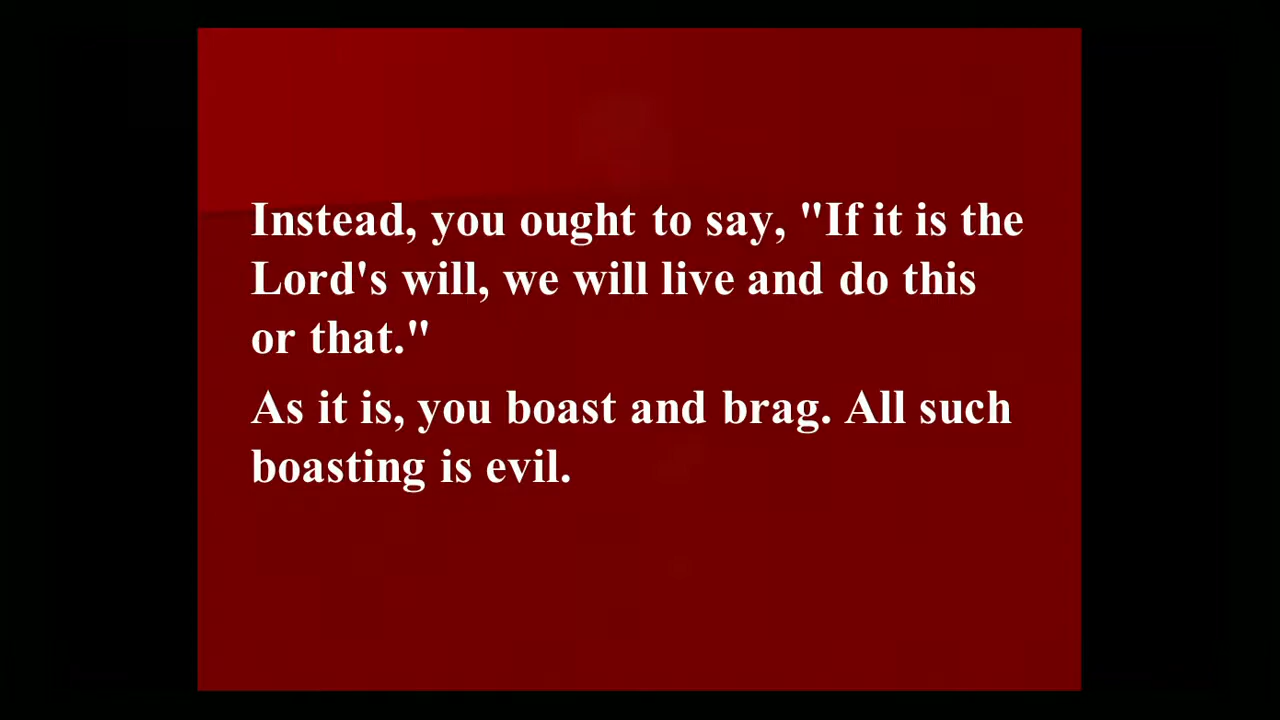 Instead, you ought to say, "If it is the
Lord's will, we will live and do this
or that."
As it is, you boast and brag. All such
boasting is evil.